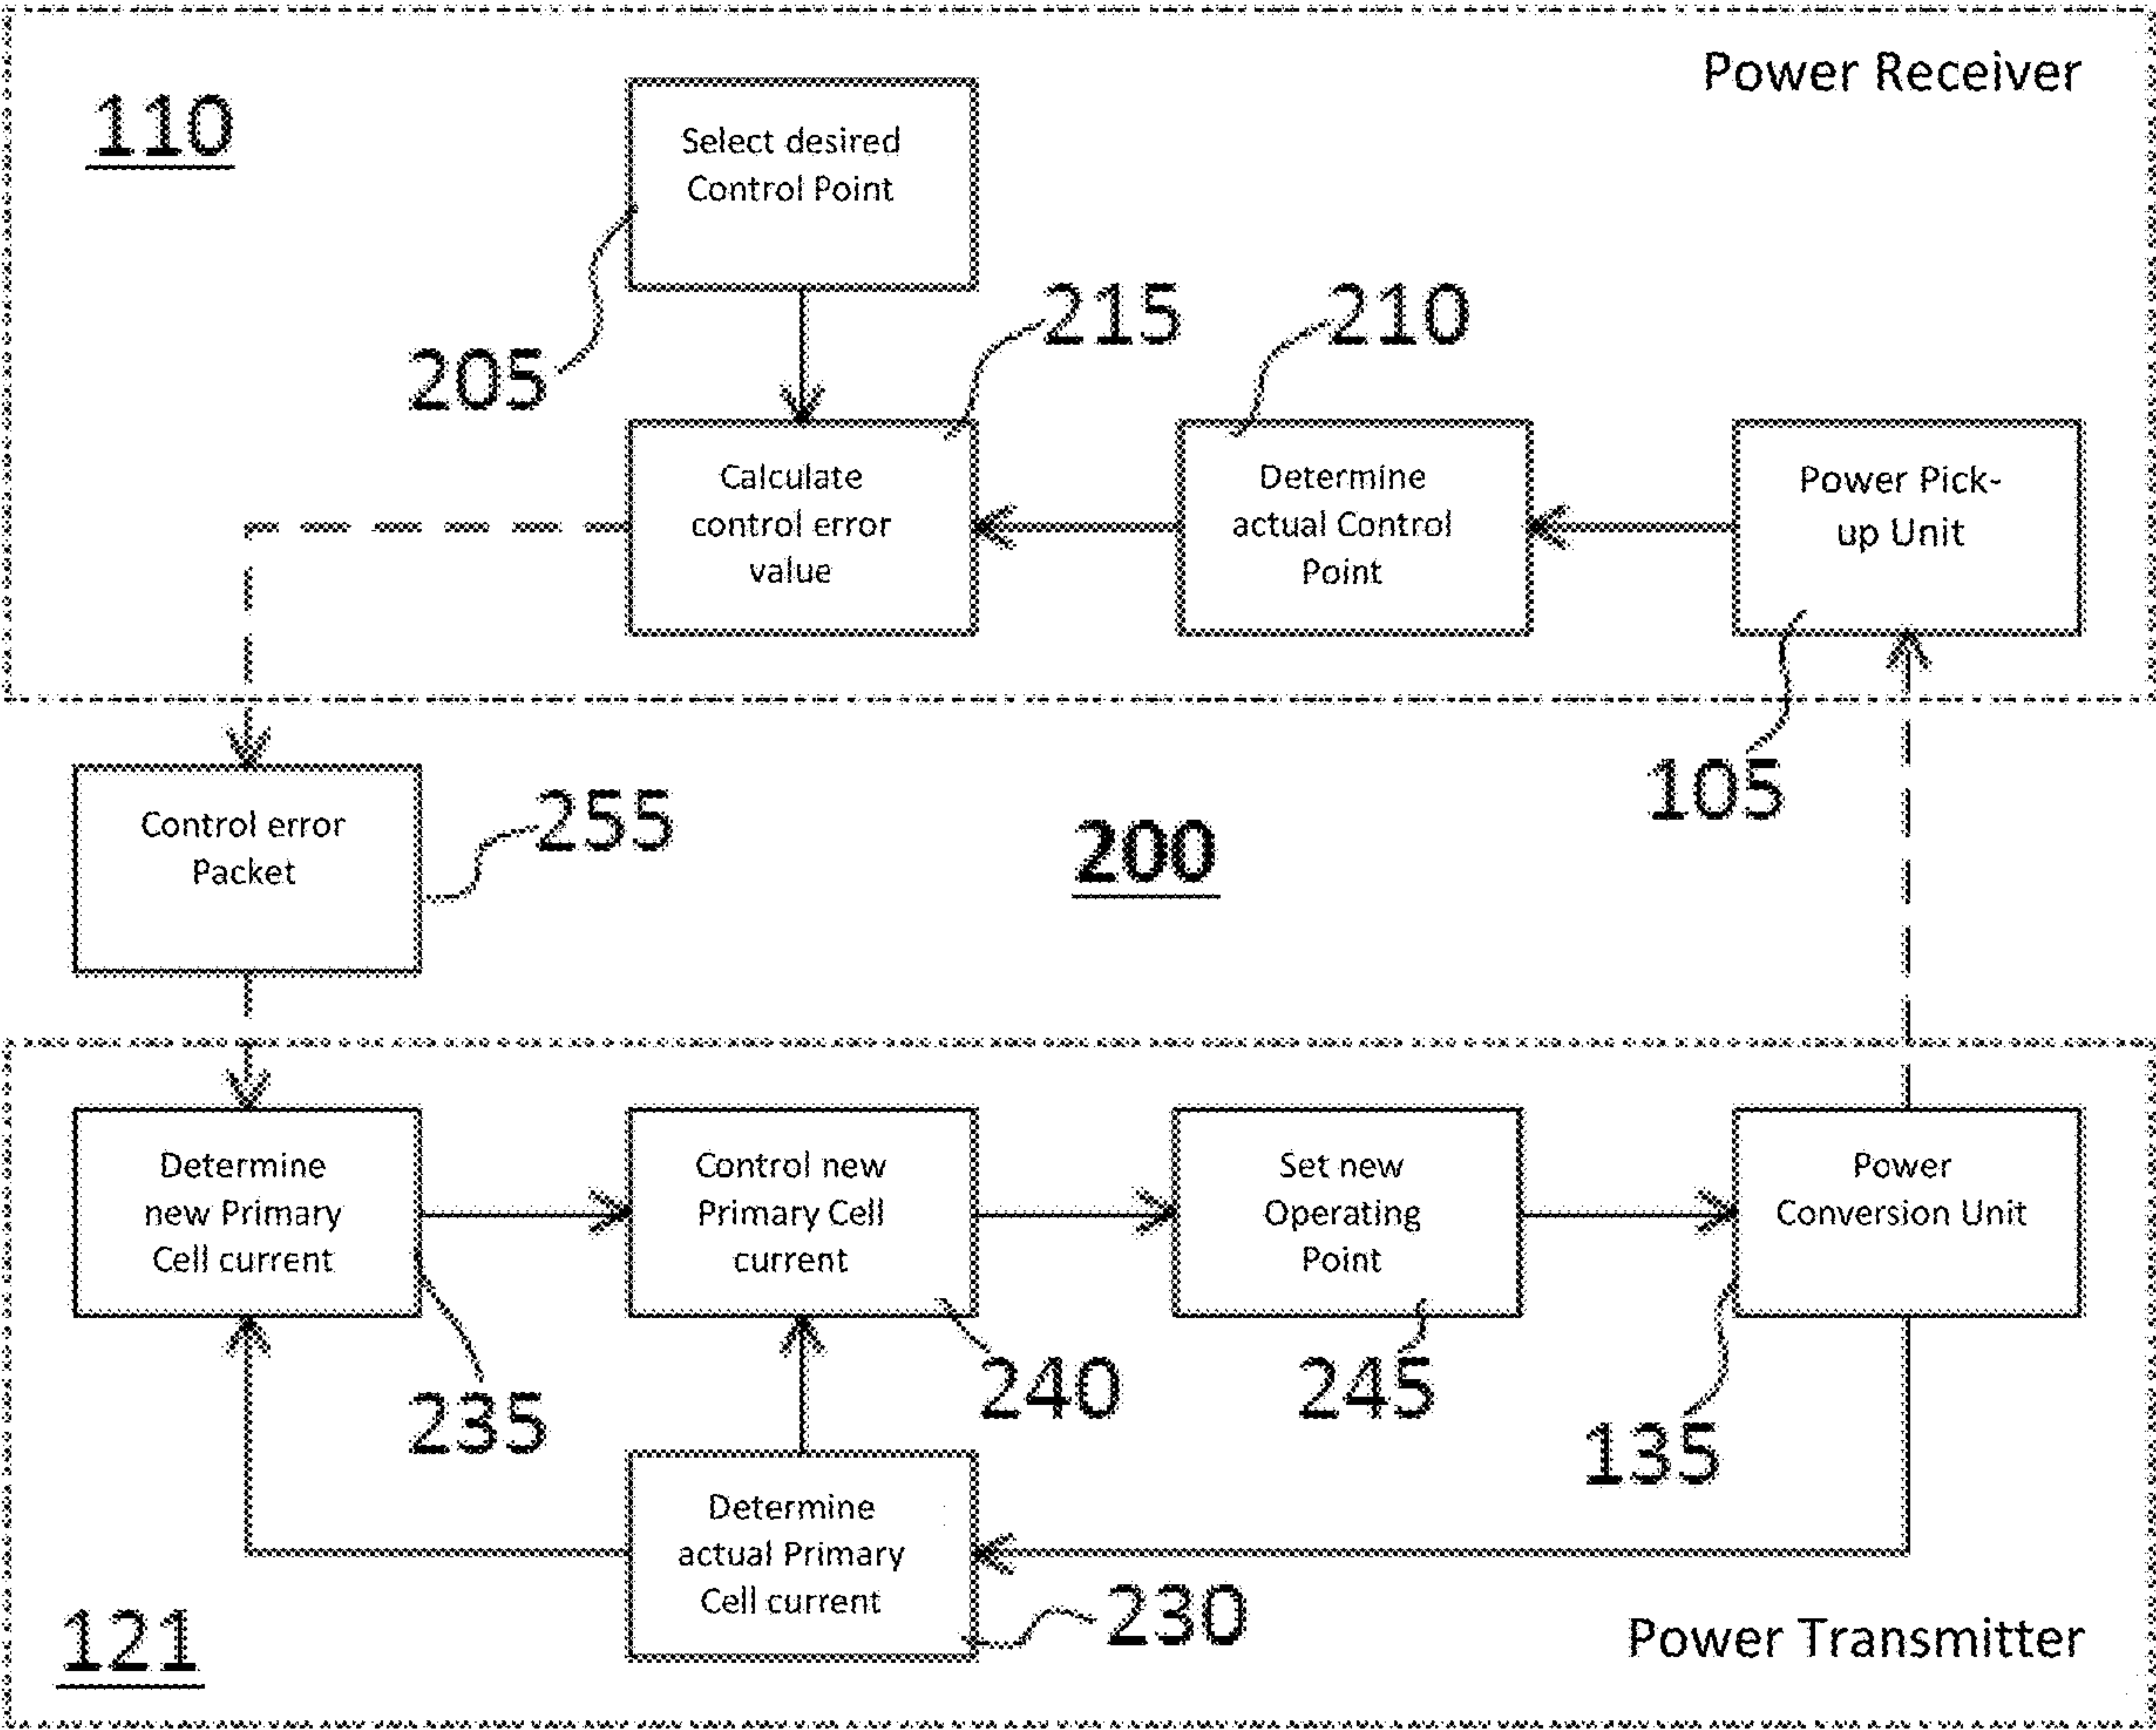 Power Receiver
110
Select desired
Control Point
205
215
210
Calculate
control error
value
Determine
actual Control
Point
Power Pick-
up Unit
105
Control error
Packet
255
200
Determine
new Primary
Cell current
Control new
Primary Cell
current
Set new
Operating
Point
Power
Conversion Unit
235
240
245
135
Determine
actual Primary
Cell current
230
121
Power Transmitter